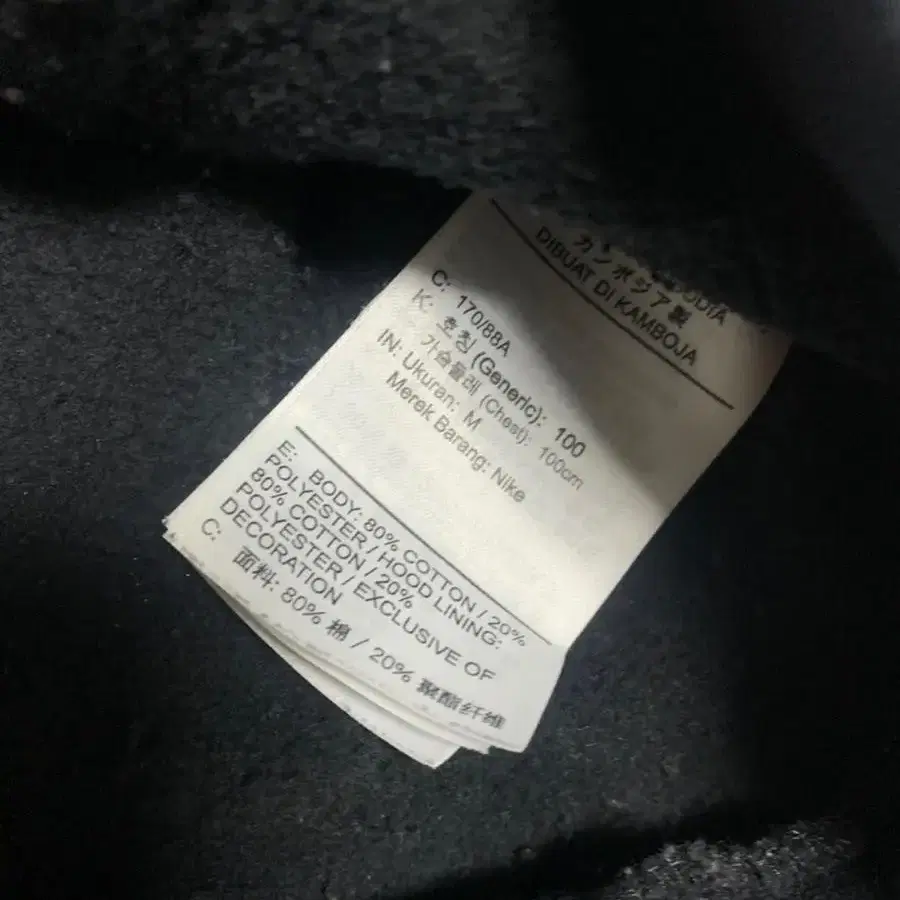 ODIA
カンボジア製
DIBUAT DI KAMBOJA
C: 170/88A
K: 호칭 (Generic): 100
가슴둘레 (Chest): 100cm
IN: Ukuran: M
Merek Barang: Nike
E: BODY: 80% COTTON / 20%
POLYESTER / HOOD LINING:
80% COTTON / 20%
POLYESTER / EXCLUSIVE OF
DECORATION
C: 面料: 80% 棉 / 20% 聚酯纤维